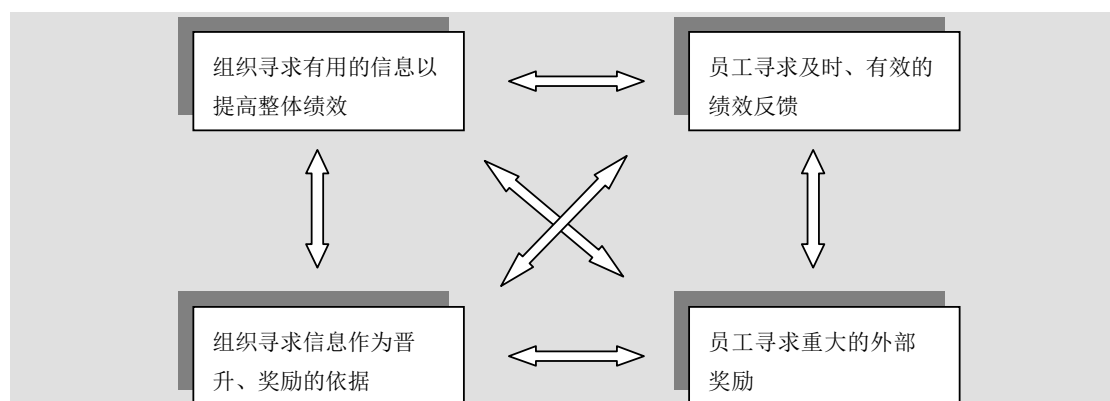 组织寻求有用的信息以
提高整体绩效
员工寻求及时、有效的
绩效反馈
组织寻求信息作为晋
升、奖励的依据
员工寻求重大的外部
奖励